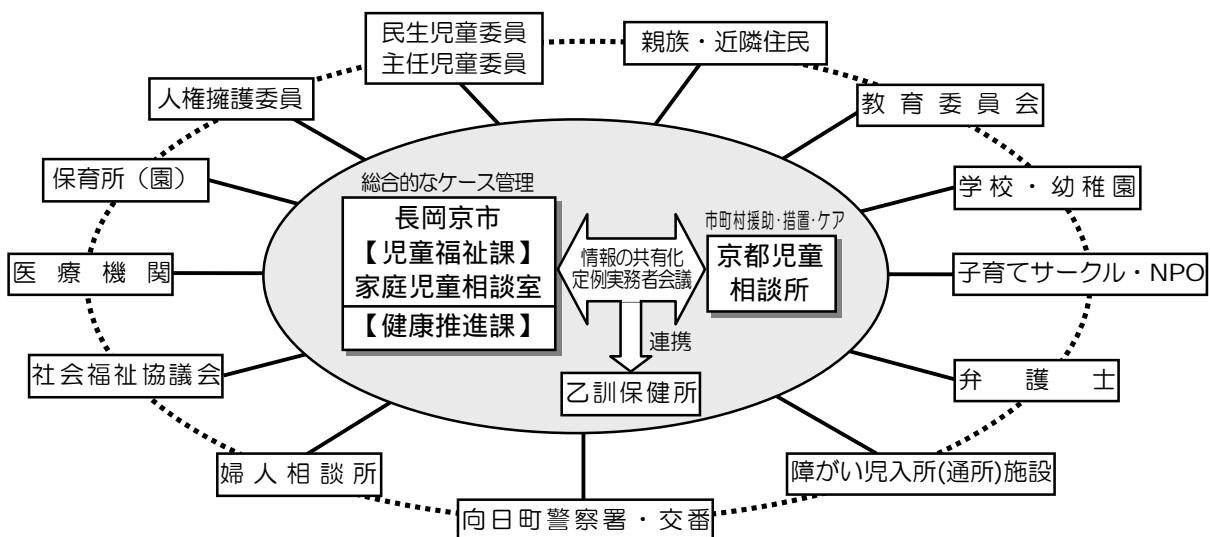 民生児童委員
主任児童委員
親族・近隣住民
人権擁護委員
教育委員会
保育所（園）
学校・幼稚園
総合的なケース管理
長岡京市
【児童福祉課】
家庭児童相談室
【健康推進課】
情報の共有化
定例実務者会議
市町村援助・措置・ケア
京都児童
相談所
医療機関
子育てサークル・NPO
連携
乙訓保健所
社会福祉協議会
弁護士
婦人相談所
障がい児入所(通所)施設
向日町警察署・交番